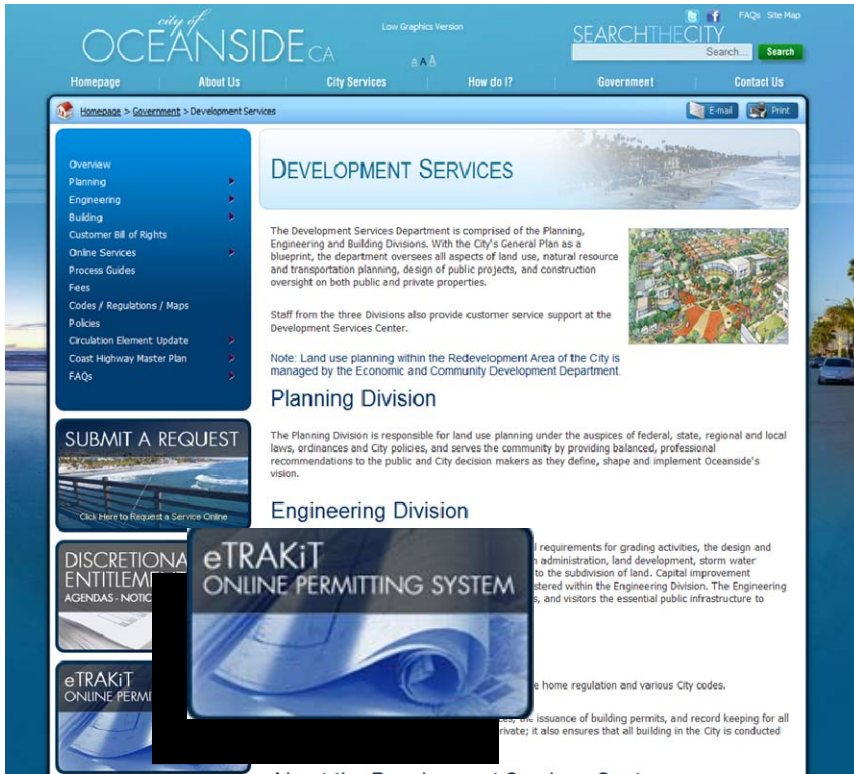 city of
OCEANSIDE CA
Low Graphics Version
A A A
FAQs Site Map
SEARCHTHECITY
Search... Search
Homepage About Us City Services How do I? Government Contact Us
Homepage > Government > Development Services
E-mail Print
Overview
Planning
Engineering
Building
Customer Bill of Rights
Online Services
Process Guides
Fees
Codes / Regulations / Maps
Policies
Circulation Element Update
Coast Highway Master Plan
FAQs
SUBMIT A REQUEST
Click Here to Request a Service Online
DISCRETIONA
ENTITLEM
AGENDAS - NOTIC
eTRAKiT
ONLINE PERMI
DEVELOPMENT SERVICES
The Development Services Department is comprised of the Planning,
Engineering and Building Divisions. With the City's General Plan as a
blueprint, the department oversees all aspects of land use, natural resource
and transportation planning, design of public projects, and construction
oversight on both public and private properties.
Staff from the three Divisions also provide customer service support at the
Development Services Center.
Note: Land use planning within the Redevelopment Area of the City is
managed by the Economic and Community Development Department.
Planning Division
The Planning Division is responsible for land use planning under the auspices of federal, state, regional and local
laws, ordinances and City policies, and serves the community by providing balanced, professional
recommendations to the public and City decision makers as they define, shape and implement Oceanside's
vision.
Engineering Division
eTRAKiT
ONLINE PERMITTING SYSTEM
l requirements for grading activities, the design and
administration, land development, storm water
to the subdivision of land. Capital improvement
stered within the Engineering Division. The Engineering
s, and visitors the essential public infrastructure to
e home regulation and various City codes.
the issuance of building permits, and record keeping for all
rivate; it also ensures that all building in the City is conducted